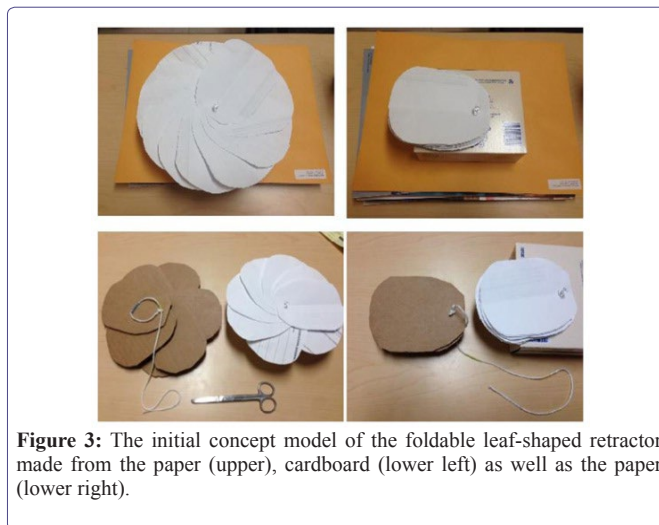 Figure 3: The initial concept model of the foldable leaf-shaped retractor
made from the paper (upper), cardboard (lower left) as well as the paper
(lower right).